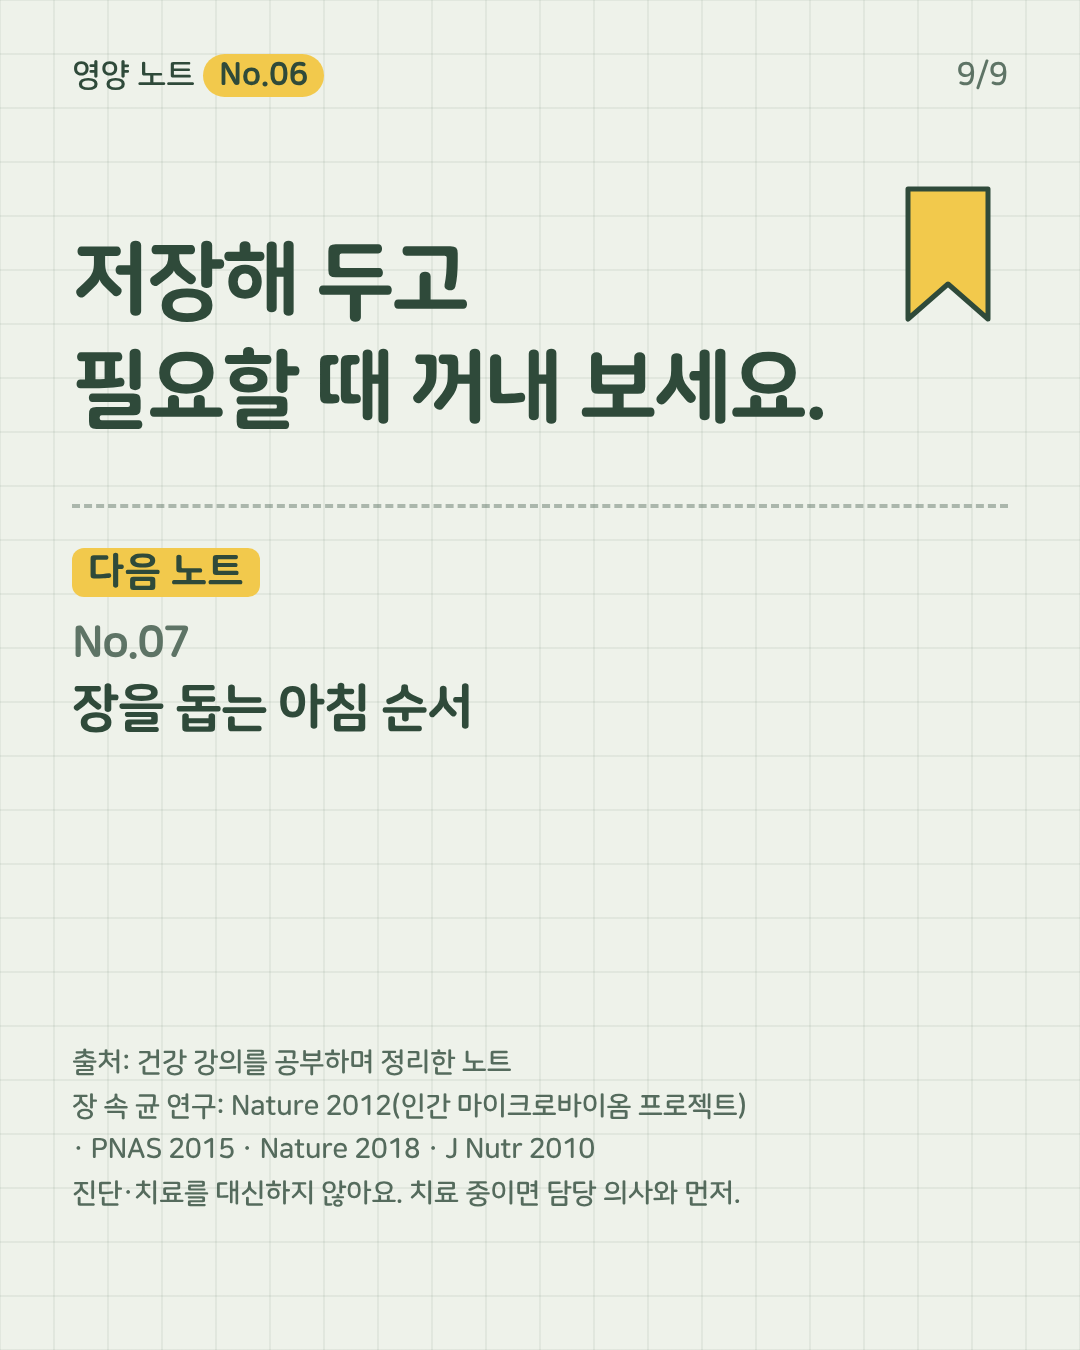 영양 노트 No.06
9/9
저장해 두고
필요할 때 꺼내 보세요.
다음 노트
No.07
장을 돕는 아침 순서
출처: 건강 강의를 공부하며 정리한 노트
장 속 균 연구: Nature 2012(인간 마이크로바이옴 프로젝트)
· PNAS 2015 · Nature 2018 · J Nutr 2010
진단·치료를 대신하지 않아요. 치료 중이면 담당 의사와 먼저.